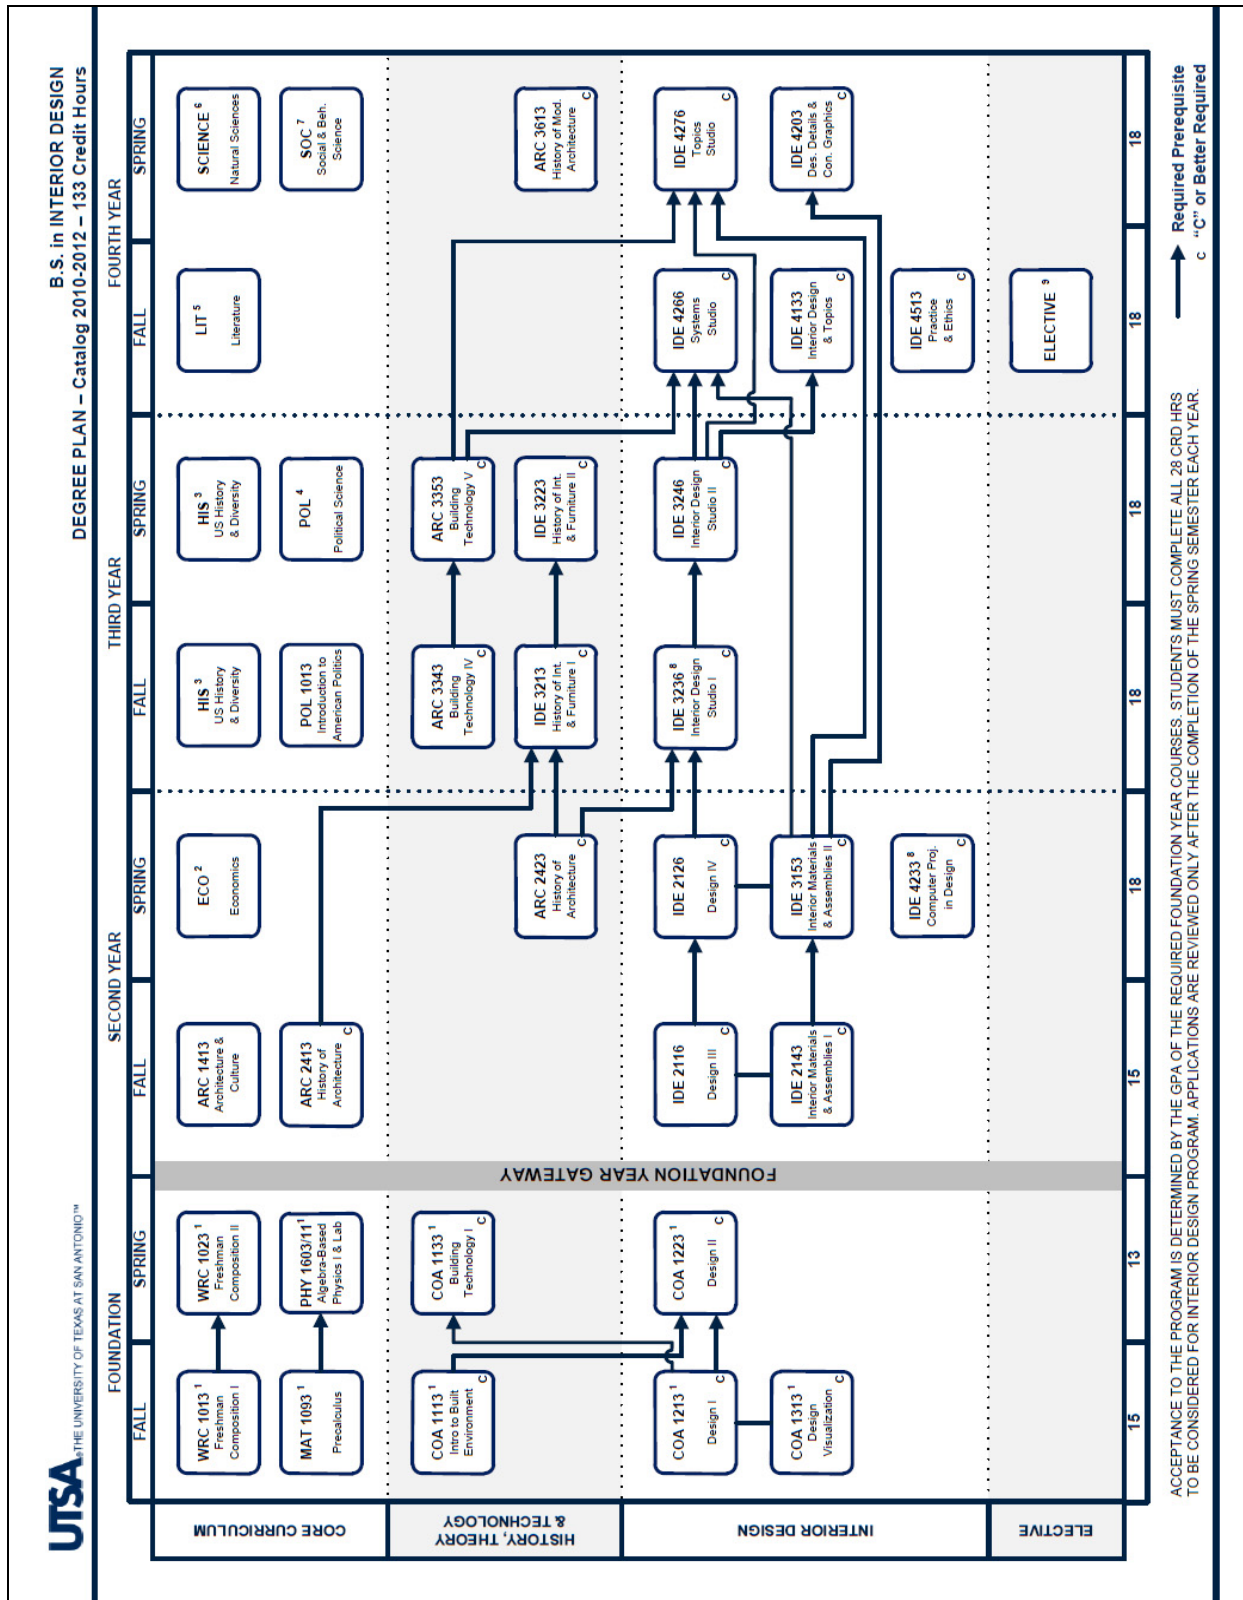 UTSA
THE UNIVERSITY OF TEXAS AT SAN ANTONIO™
B.S. in INTERIOR DESIGN
DEGREE PLAN – Catalog 2010-2012 – 133 Credit Hours
FOUNDATION
SECOND YEAR
THIRD YEAR
FOURTH YEAR
FALL
SPRING
FALL
SPRING
FALL
SPRING
FALL
SPRING
CORE CURRICULUM
WRC 1013 1
Freshman
Composition I
WRC 1023 1
Freshman
Composition II
ARC 1413
Architecture &
Culture
ECO 2
Economics
HIS 3
US History
& Diversity
HIS 3
US History
& Diversity
LIT 5
Literature
SCIENCE 6
Natural Sciences
MAT 1093 1
Precalculus
PHY 1603/11 1
Algebra-Based
Physics I & Lab
ARC 2413
History of
Architecture
C
POL 1013
Introduction to
American Politics
POL 4
Political Science
SOC 7
Social & Beh.
Science
HISTORY, THEORY
& TECHNOLOGY
COA 1113 1
Intro to Built
Environment
C
COA 1133 1
Building
Technology I
C
ARC 3343
Building
Technology IV
C
ARC 3353
Building
Technology V
C
ARC 2423
History of
Architecture
C
IDE 3213
History of Int.
& Furniture I
C
IDE 3223
History of Int.
& Furniture II
C
ARC 3613
History of Mod.
Architecture
C
FOUNDATION YEAR GATEWAY
INTERIOR DESIGN
COA 1213 1
Design I
C
COA 1223 1
Design II
C
IDE 2116
Design III
C
IDE 2126
Design IV
C
IDE 3236 8
Interior Design
Studio I
C
IDE 3246
Interior Design
Studio II
C
IDE 4266
Systems
Studio
C
IDE 4276
Topics
Studio
C
COA 1313 1
Design
Visualization
C
IDE 2143
Interior Materials
& Assemblies I
C
IDE 3153
Interior Materials
& Assemblies II
C
IDE 4133
Interior Design
& Topics
C
IDE 4203
Des. Details &
Con. Graphics
C
IDE 4233 8
Computer Proj.
in Design
C
IDE 4513
Practice
& Ethics
C
ELECTIVE
ELECTIVE 9
15
13
15
18
18
18
18
18
ACCEPTANCE TO THE PROGRAM IS DETERMINED BY THE GPA OF THE REQUIRED FOUNDATION YEAR COURSES. STUDENTS MUST COMPLETE ALL 28 CRD HRS
TO BE CONSIDERED FOR INTERIOR DESIGN PROGRAM. APPLICATIONS ARE REVIEWED ONLY AFTER THE COMPLETION OF THE SPRING SEMESTER EACH YEAR.
Required Prerequisite
C "C" or Better Required